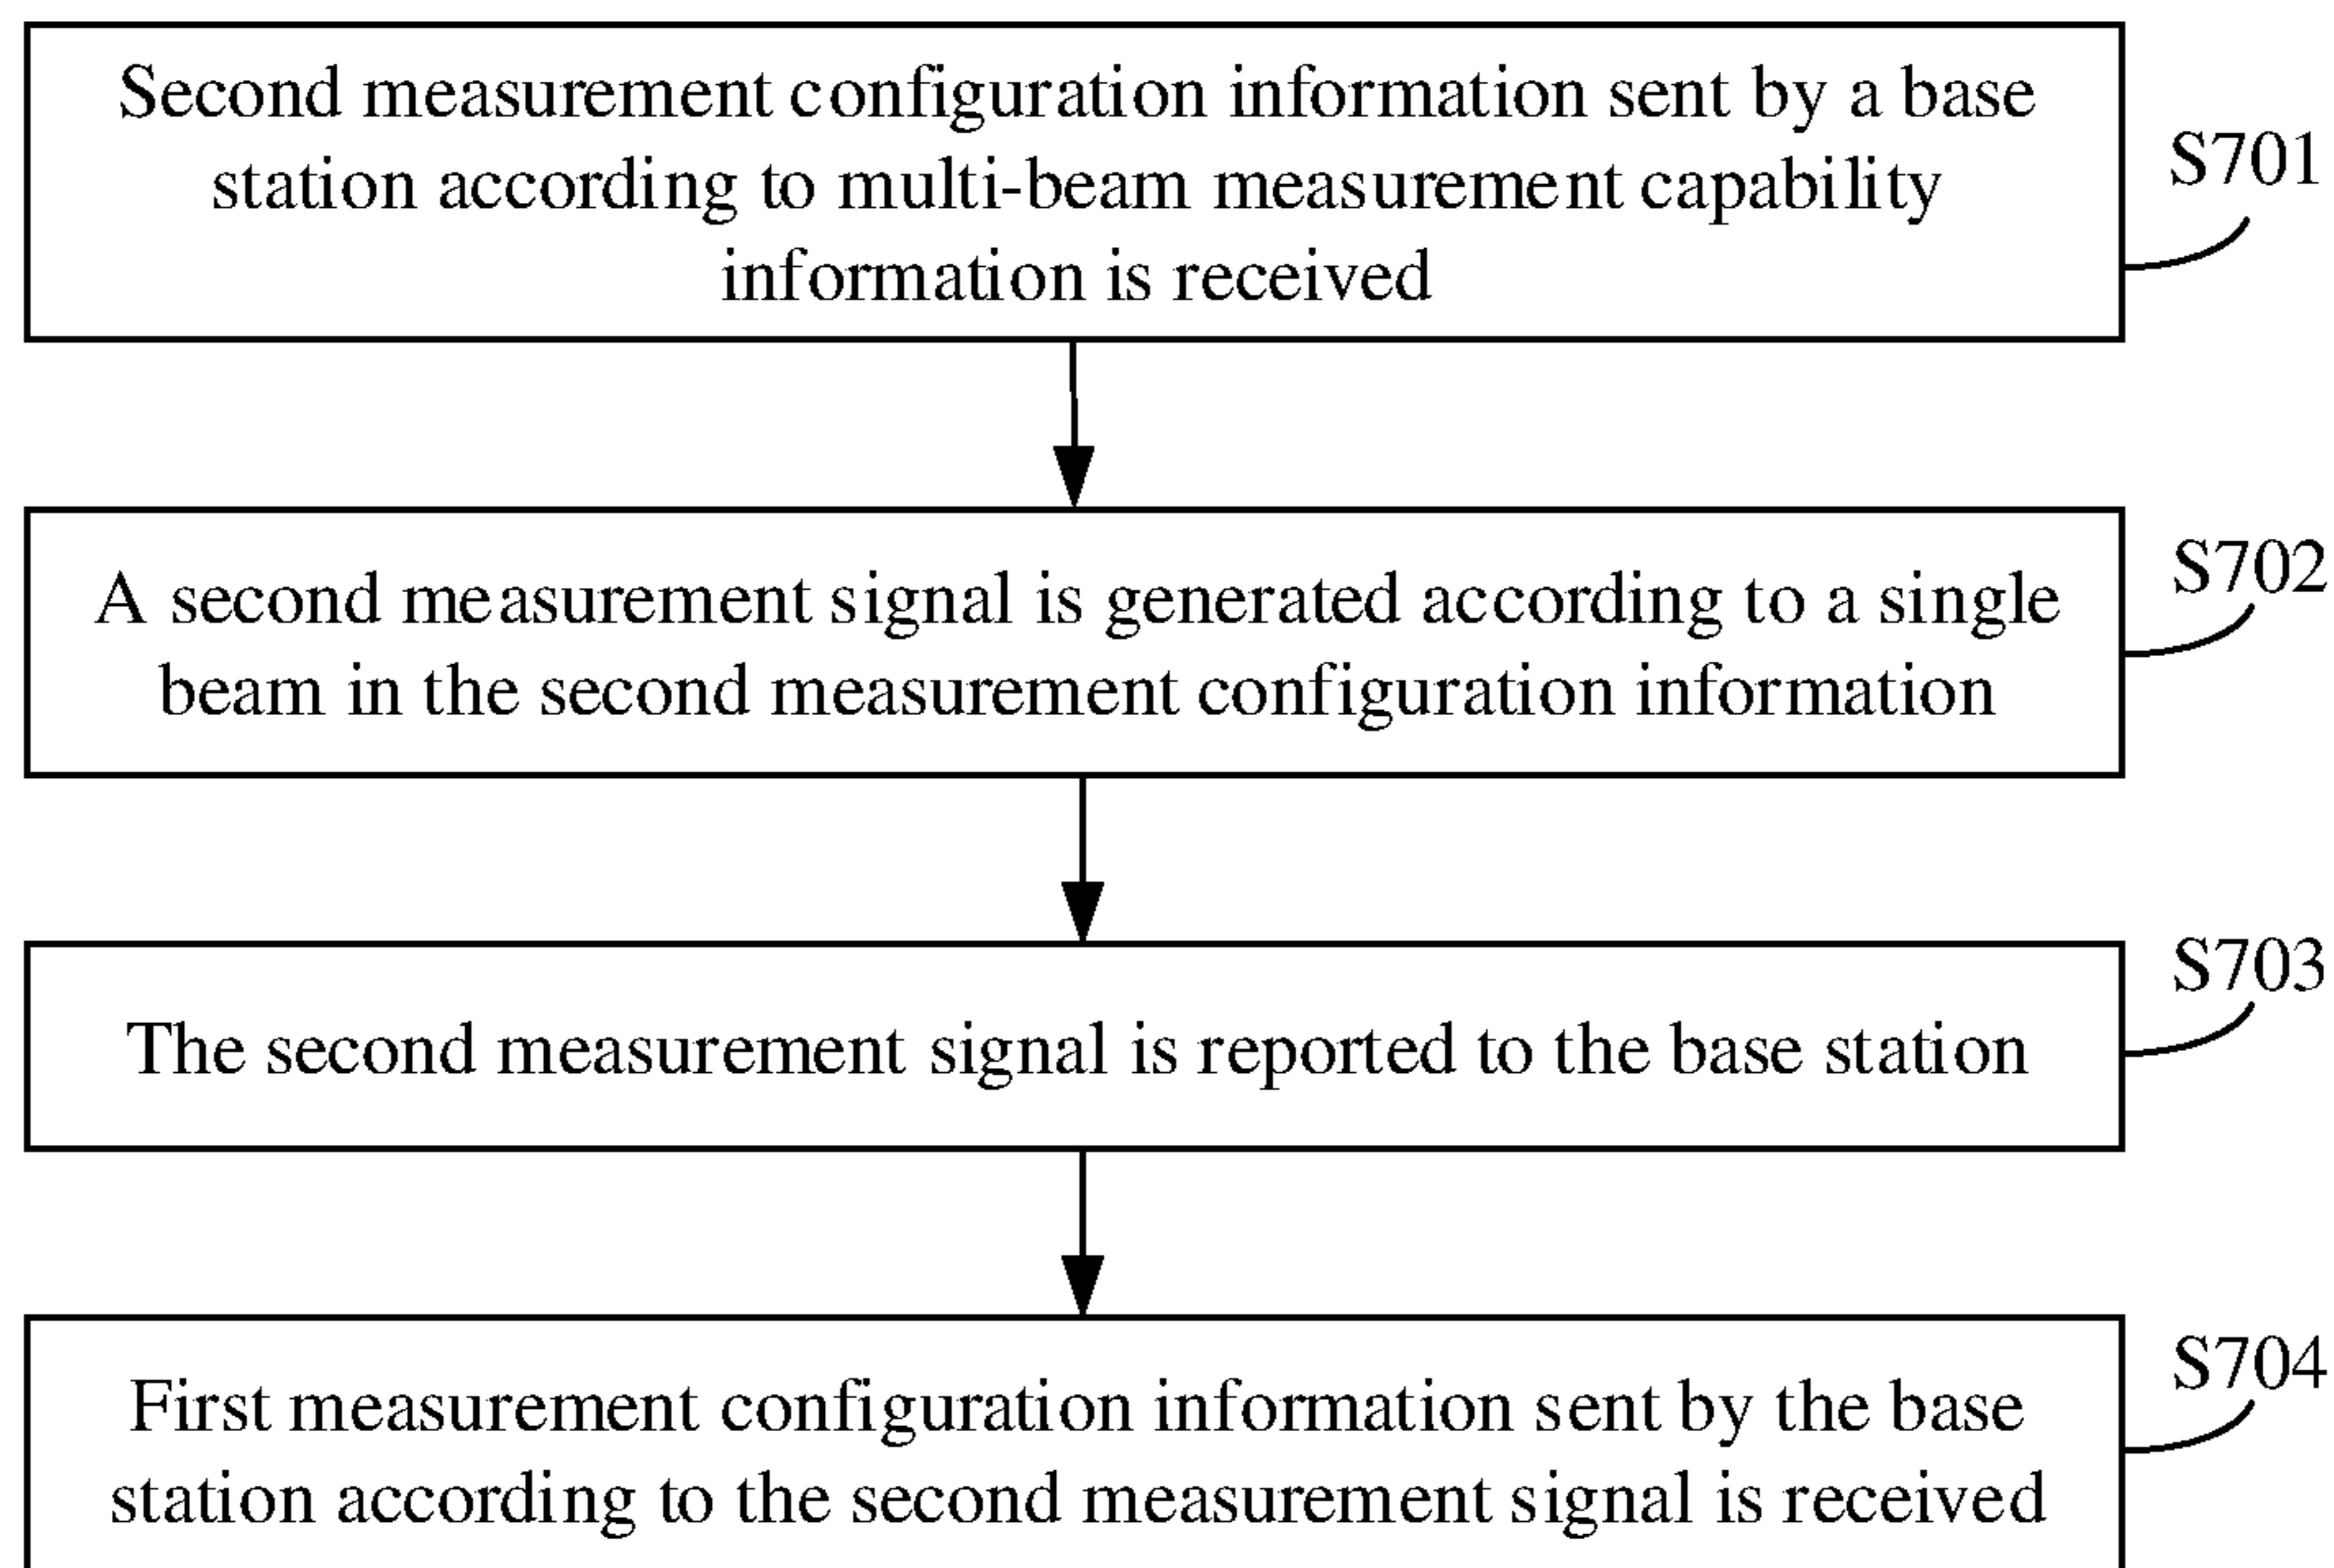 Second measurement configuration information sent by a base
station according to multi-beam measurement capability
information is received
S701
A second measurement signal is generated according to a single
beam in the second measurement configuration information
S702
The second measurement signal is reported to the base station
S703
First measurement configuration information sent by the base
station according to the second measurement signal is received
S704